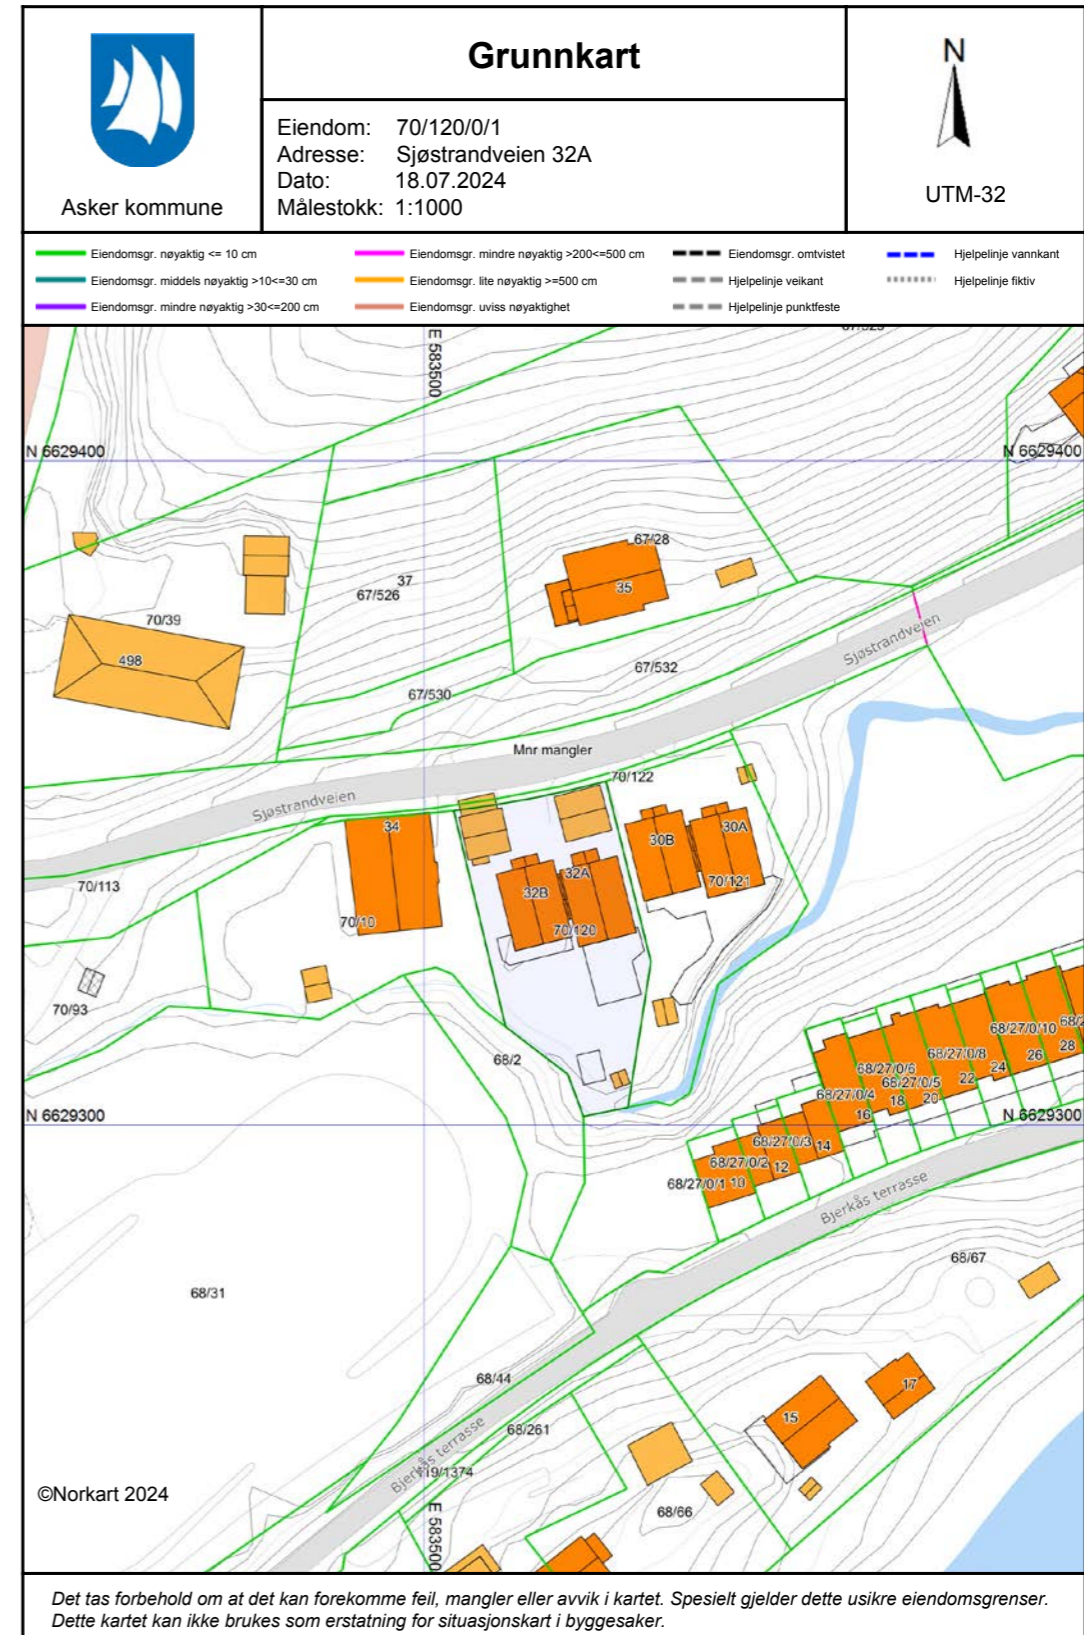 Grunnkart
N
Eiendom: 70/120/0/1
Adresse: Sjøstrandveien 32A
Dato: 18.07.2024
Målestokk: 1:1000
Asker kommune
UTM-32
Eiendomsgr. nøyaktig <= 10 cm
Eiendomsgr. mindre nøyaktig >200<=500 cm
Eiendomsgr. omtvistet
Hjelpelinje vannkant
Eiendomsgr. middels nøyaktig >10<=30 cm
Eiendomsgr. lite nøyaktig >=500 cm
Hjelpelinje veikant
Hjelpelinje fiktiv
Eiendomsgr. mindre nøyaktig >30<=200 cm
Eiendomsgr. uviss nøyaktighet
Hjelpelinje punktfeste
E 583500
N 6629400
N 6629400
67/28
37
67/526
35
70/39
498
Sjøstrandveien
67/532
67/530
Mnr mangler
70/122
Sjøstrandveien
34
30A
30B
32A
32B
70/113
70/121
70/10
70/120
70/93
68/2
68/27/0/10
28
26
68/27/0/8
24
68/27/0/6
22
68/27/0/5
20
68/27/0/4
18
16
N 6629300
N 6629300
68/27/0/3
14
68/27/0/2
12
68/27/0/1
10
Bjerkås terrasse
68/67
68/31
68/44
17
15
68/261
Bjerkås terrasse
119/1374
©Norkart 2024
68/66
E 583500
Det tas forbehold om at det kan forekomme feil, mangler eller avvik i kartet. Spesielt gjelder dette usikre eiendomsgrenser.
Dette kartet kan ikke brukes som erstatning for situasjonskart i byggesaker.